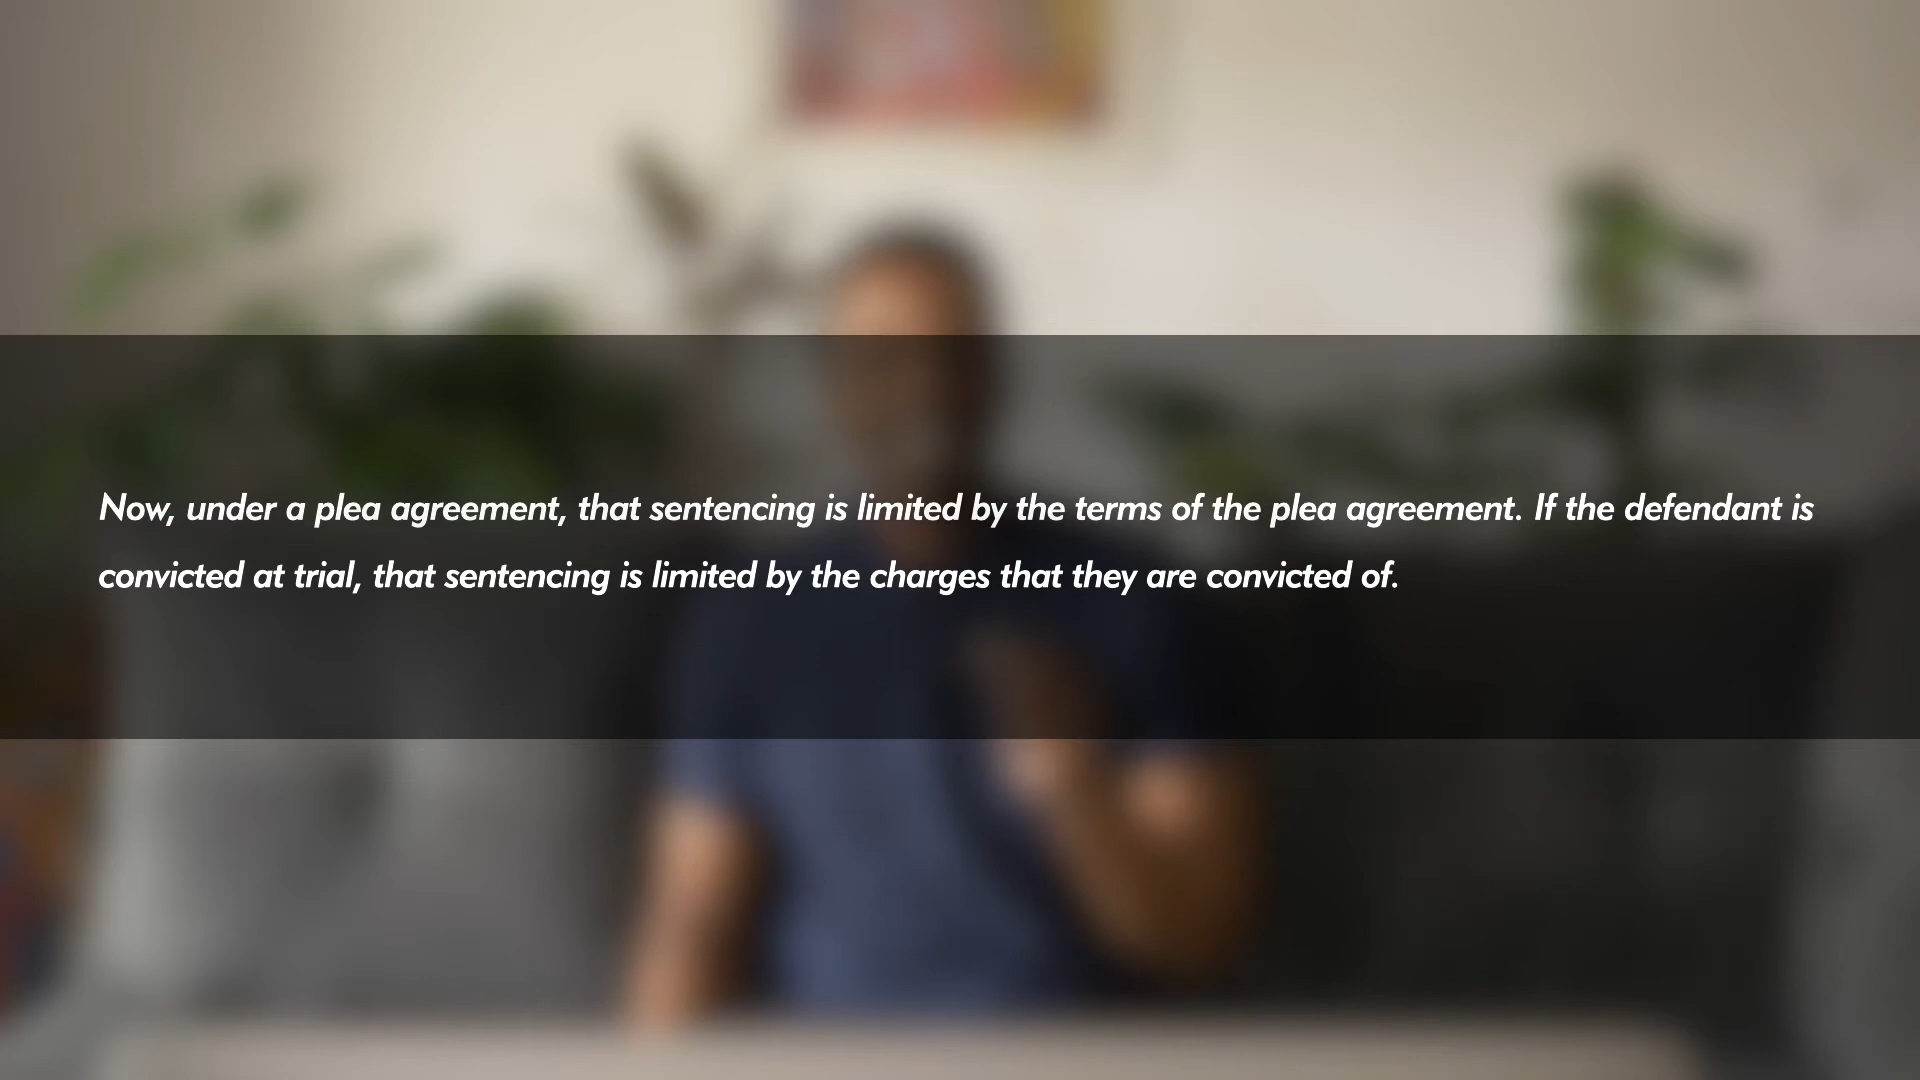 Now, under a plea agreement, that sentencing is limited by the terms of the plea agreement. If the defendant is
convicted at trial, that sentencing is limited by the charges that they are convicted of.